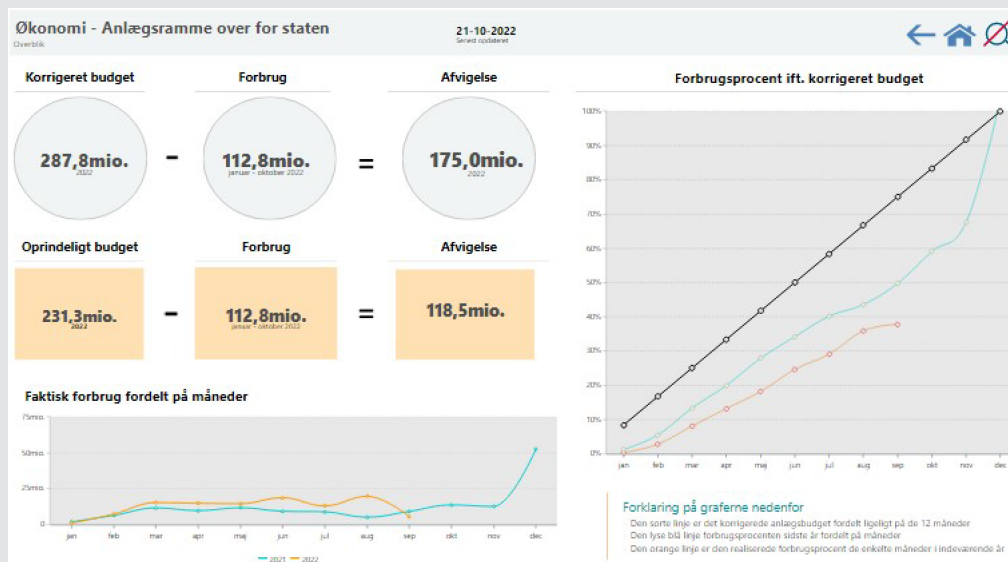 Økonomi - Anlægsramme over for staten
Overblik
21-10-2022
Senest opdateret
Korrigeret budget
Forbrug
Afvigelse
287,8mio.
2022
-
112,8mio.
januar - oktober 2022
=
175,0mio.
2022
Oprindeligt budget
Forbrug
Afvigelse
231,3mio.
2022
-
112,8mio.
januar - oktober 2022
=
118,5mio.
Faktisk forbrug fordelt på måneder
75mio.
50mio.
25mio.
0
jan feb mar apr maj jun jul aug sep okt nov dec
2021 2022
Forbrugsprocent ift. korrigeret budget
100%
90%
80%
70%
60%
50%
40%
30%
20%
10%
0%
jan feb mar apr maj jun jul aug sep okt nov dec
Forklaring på graferne nedenfor
Den sorte linje er det korrigerede anlægsbudget fordelt ligeligt på de 12 måneder
Den lyse blå linje forbrugsprocenten sidste år fordelt på måneder
Den orange linje er den realiserede forbrugsprocent de enkelte måneder i indeværende år